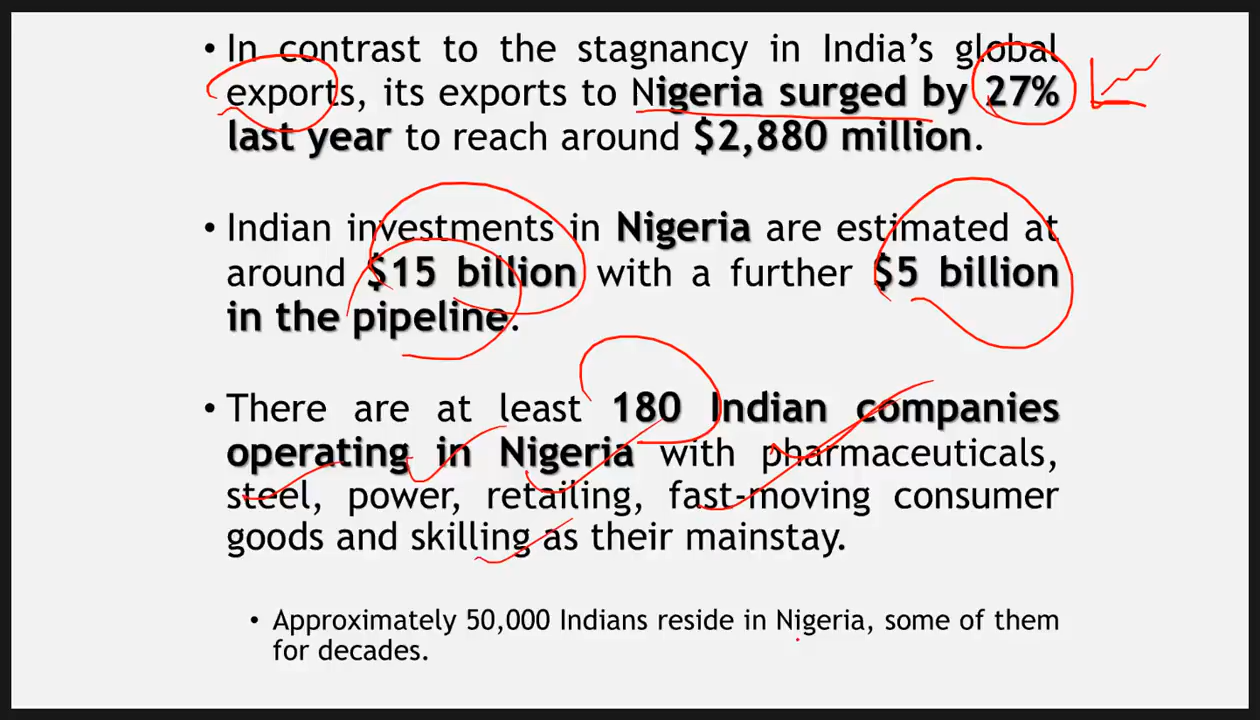 • In contrast to the stagnancy in India’s global
exports, its exports to Nigeria surged by 27%
last year to reach around $2,880 million.
• Indian investments in Nigeria are estimated at
around $15 billion with a further $5 billion
in the pipeline.
• There are at least 180 Indian companies
operating in Nigeria with pharmaceuticals,
steel, power, retailing, fast-moving consumer
goods and skilling as their mainstay.
• Approximately 50,000 Indians reside in Nigeria, some of them
for decades.